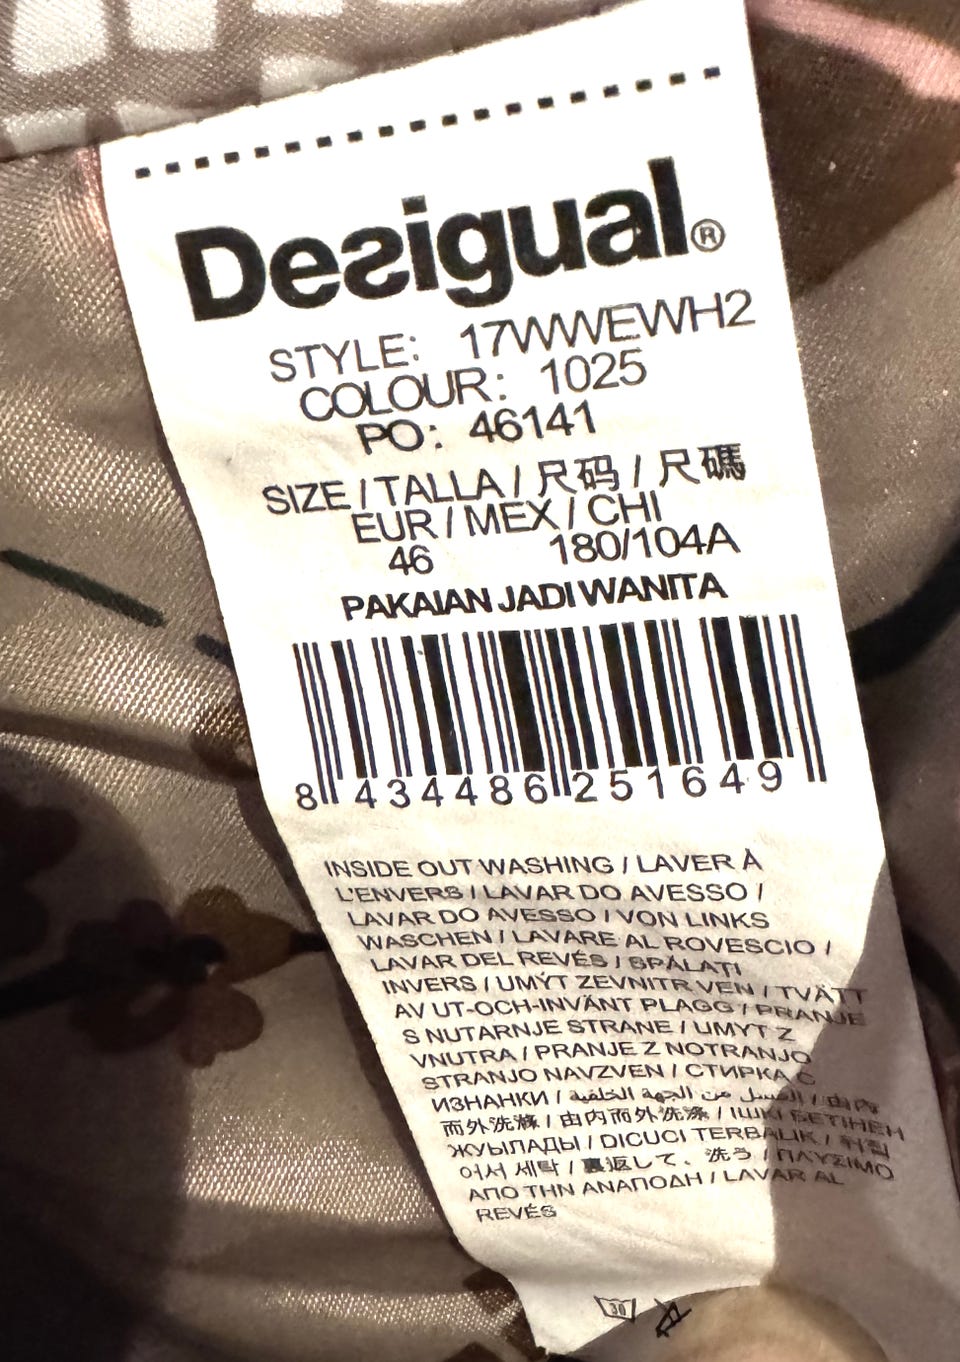 Desigual®
STYLE: 17WWEWH2
COLOUR: 1025
PO: 46141
SIZE / TALLA / 尺码 / 尺碼
EUR / MEX / CHI
46 180/104A
PAKAIAN JADI WANITA
8 434486 251649
INSIDE OUT WASHING / LAVER À
L'ENVERS / LAVAR DO AVESSO /
LAVAR DO AVESSO / VON LINKS
WASCHEN / LAVARE AL ROVESCIO /
LAVAR DEL REVÉS / SPĂLAȚI
INVERS / UMÝT ZEVNITR VEN / TVÄTT
AV UT-OCH-INVÄNT PLAGG / PRANJE
S NUTARNJE STRANE / UMYT Z
VNUTRA / PRANJE Z NOTRANJO
STRANJO NAVZVEN / СТИРКА С
ИЗНАНКИ / الغسل من الجهة الخلفية / 由内
而外洗滌 / 由内而外洗滌 / ІШКІ БЕТІНЕН
ЖУЫЛАДЫ / DICUCI TERBALIK / 뒤집
어서 세탁 / 裏返して、洗う / ΠΛΥΣΙΜΟ
ΑΠΟ ΤΗΝ ΑΝΑΠΟΔΗ / LAVAR AL
REVÉS
30